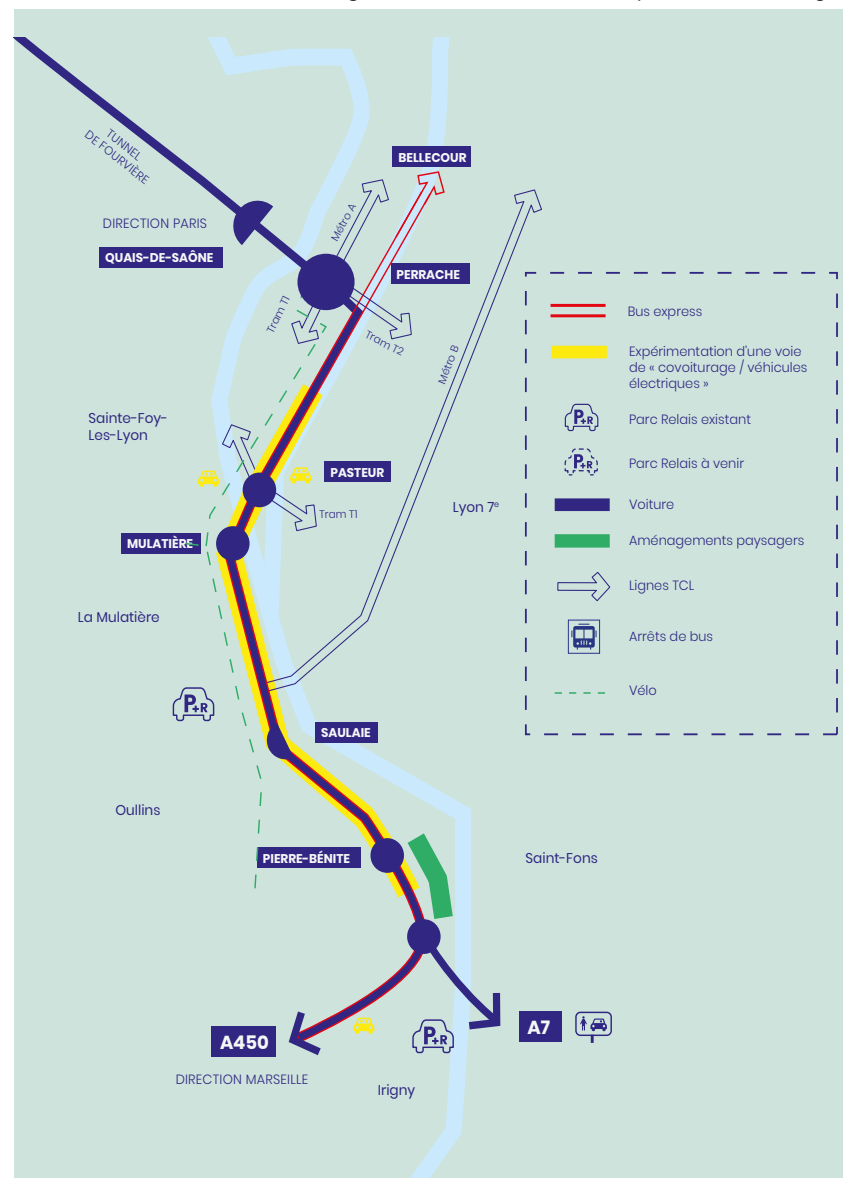 TUNNEL
DE FOURVIÈRE
BELLECOUR
DIRECTION PARIS
Métro A
QUAIS-DE-SAÔNE
PERRACHE
Tram T1
Tram T2
Métro B
Bus express
Expérimentation d'une voie
de « covoiturage / véhicules
électriques »
P+R
Parc Relais existant
P+R
Parc Relais à venir
Voiture
Aménagements paysagers
Lignes TCL
Arrêts de bus
Vélo
Sainte-Foy-
Les-Lyon
PASTEUR
Lyon 7e
Tram T1
MULATIÈRE
La Mulatière
P+R
SAULAIE
Oullins
PIERRE-BÉNITE
Saint-Fons
A450
P+R
A7
DIRECTION MARSEILLE
Irigny